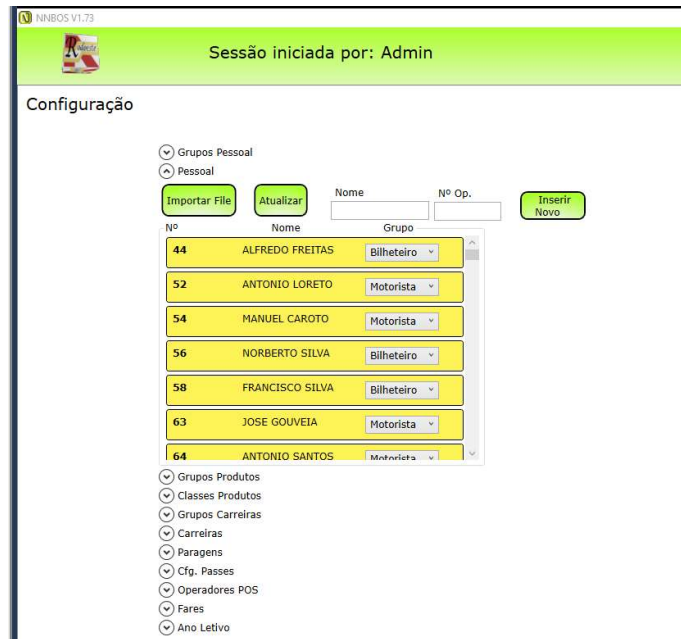 NNBOS V1.73
Rodoeste
Sessão iniciada por: Admin
Configuração
Grupos Pessoal
Pessoal
Importar File
Atualizar
Nome
Nº Op.
Inserir Novo
Nº Nome Grupo
44 ALFREDO FREITAS Bilheteiro
52 ANTONIO LORETO Motorista
54 MANUEL CAROTO Motorista
56 NORBERTO SILVA Bilheteiro
58 FRANCISCO SILVA Bilheteiro
63 JOSE GOUVEIA Motorista
64 ANTONIO SANTOS Motorista
Grupos Produtos
Classes Produtos
Grupos Carreiras
Carreiras
Paragens
Cfg. Passes
Operadores POS
Fares
Ano Letivo